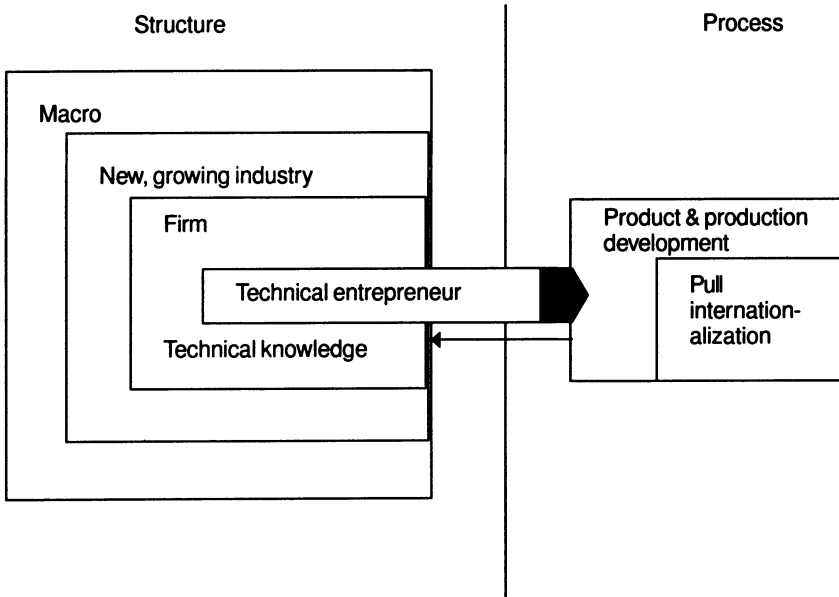 Structure
Process
Macro
New, growing industry
Firm
Technical entrepreneur
Technical knowledge
Product & production
development
Pull
internation-
alization